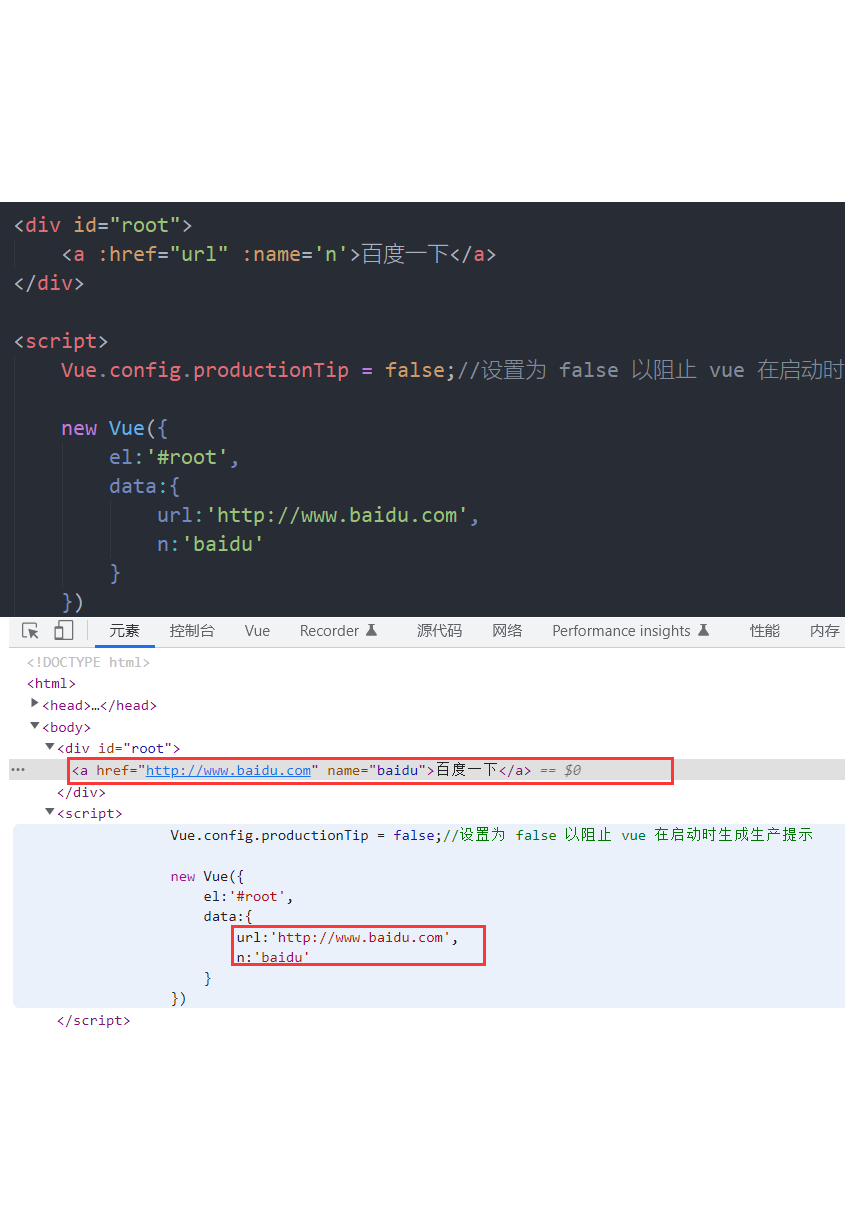 <div id="root">
    <a :href="url" :name='n'>百度一下</a>
</div>
<script>
    Vue.config.productionTip = false;//设置为 false 以阻止 vue 在启动时
    new Vue({
        el:'#root',
        data:{
            url:'http://www.baidu.com',
            n:'baidu'
        }
    })
元素 控制台 Vue Recorder 源代码 网络 Performance insights 性能 内存
<!DOCTYPE html>
<html>
<head>…</head>
<body>
<div id="root">
<a href="http://www.baidu.com" name="baidu">百度一下</a> == $0
</div>
<script>
Vue.config.productionTip = false;//设置为 false 以阻止 vue 在启动时生成生产提示
new Vue({
el:'#root',
data:{
url:'http://www.baidu.com',
n:'baidu'
}
})
</script>